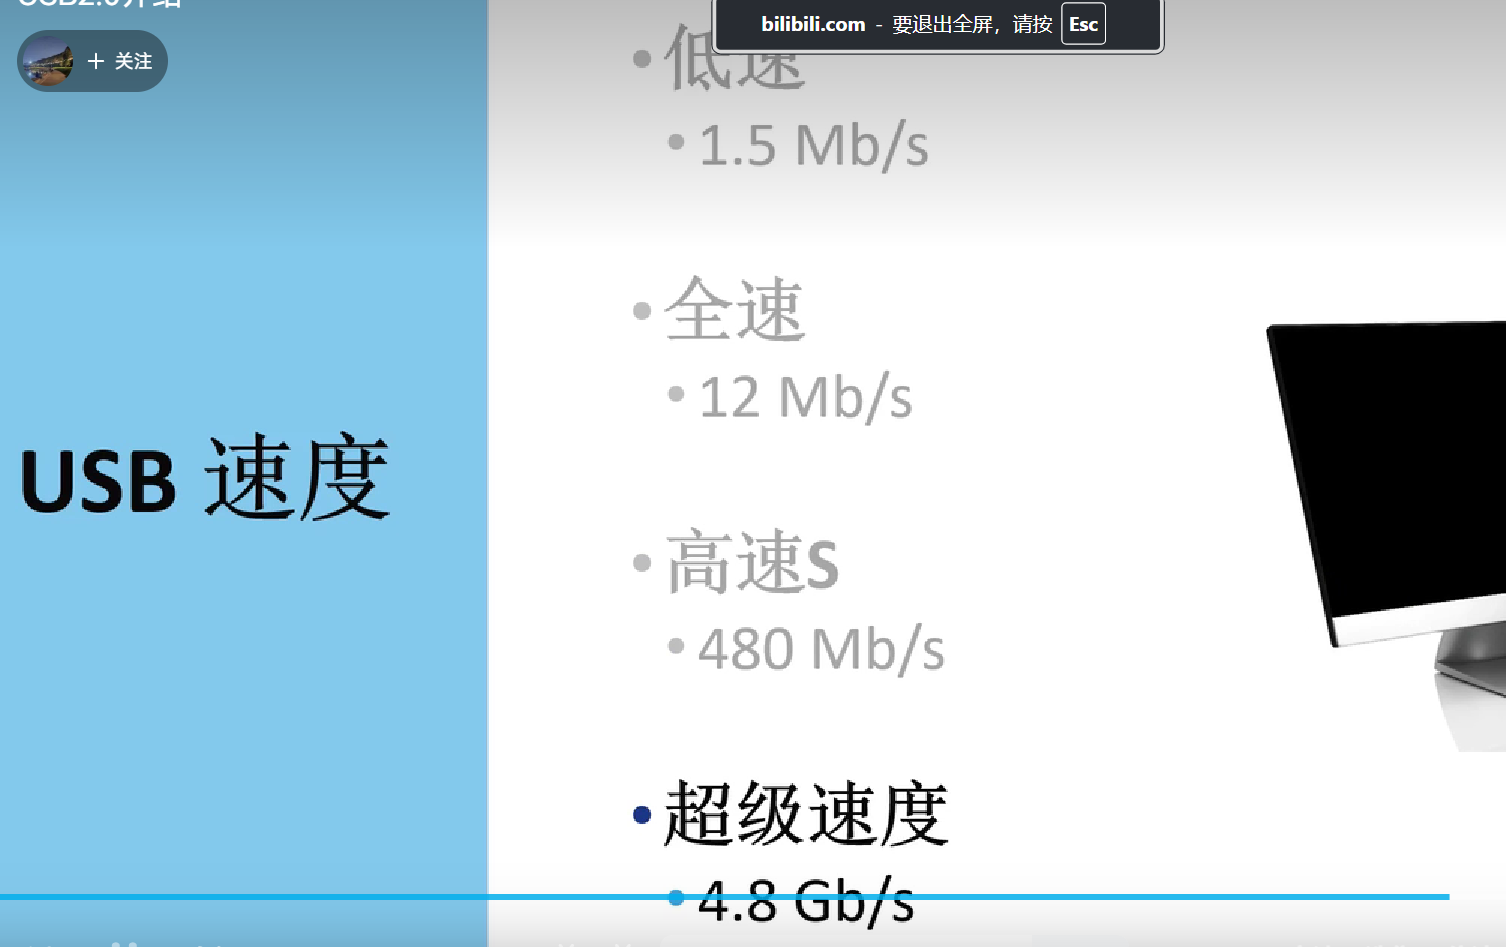 USB2.0介绍
bilibili.com - 要退出全屏，请按 Esc
+ 关注
低速
1.5 Mb/s
全速
12 Mb/s
USB 速度
高速S
480 Mb/s
超级速度
4.8 Gb/s